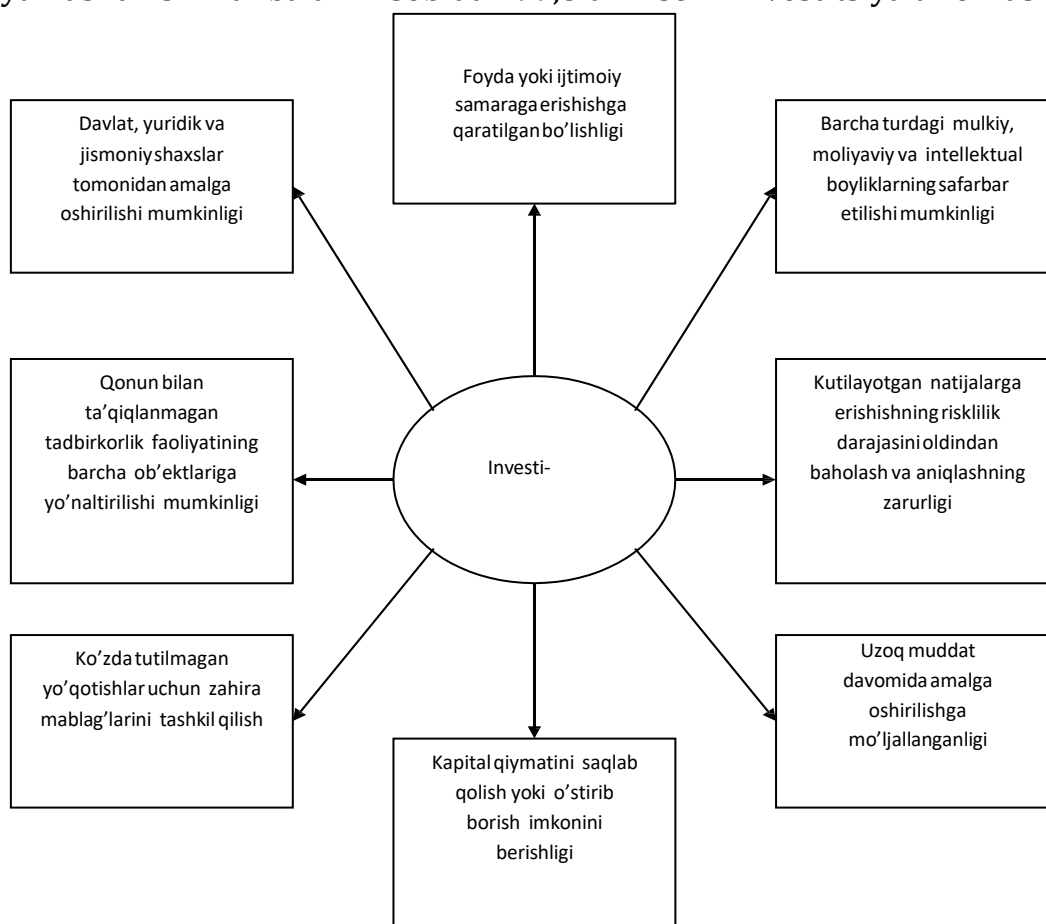 Foyda yoki ijtimoiy
samaraga erishishga
qaratilgan bo’lishligi
Davlat, yuridik va
jismoniy shaxslar
tomonidan amalga
oshirilishi mumkinligi
Barcha turdagi mulkiy,
moliyaviy va intellektual
boyliklarning safarbar
etilishi mumkinligi
Qonun bilan
ta’qiqlanmagan
tadbirkorlik faoliyatining
barcha ob’ektlariga
yo’naltirilishi mumkinligi
Investi-
Kutilayotgan natijalarga
erishishning risklilik
darajasini oldindan
baholash va aniqlashning
zarurligi
Ko’zda tutilmagan
yo’qotishlar uchun zahira
mablag’larini tashkil qilish
Kapital qiymatini saqlab
qolish yoki o’stirib
borish imkonini
berishligi
Uzoq muddat
davomida amalga
oshirilishga
mo’ljallanganligi